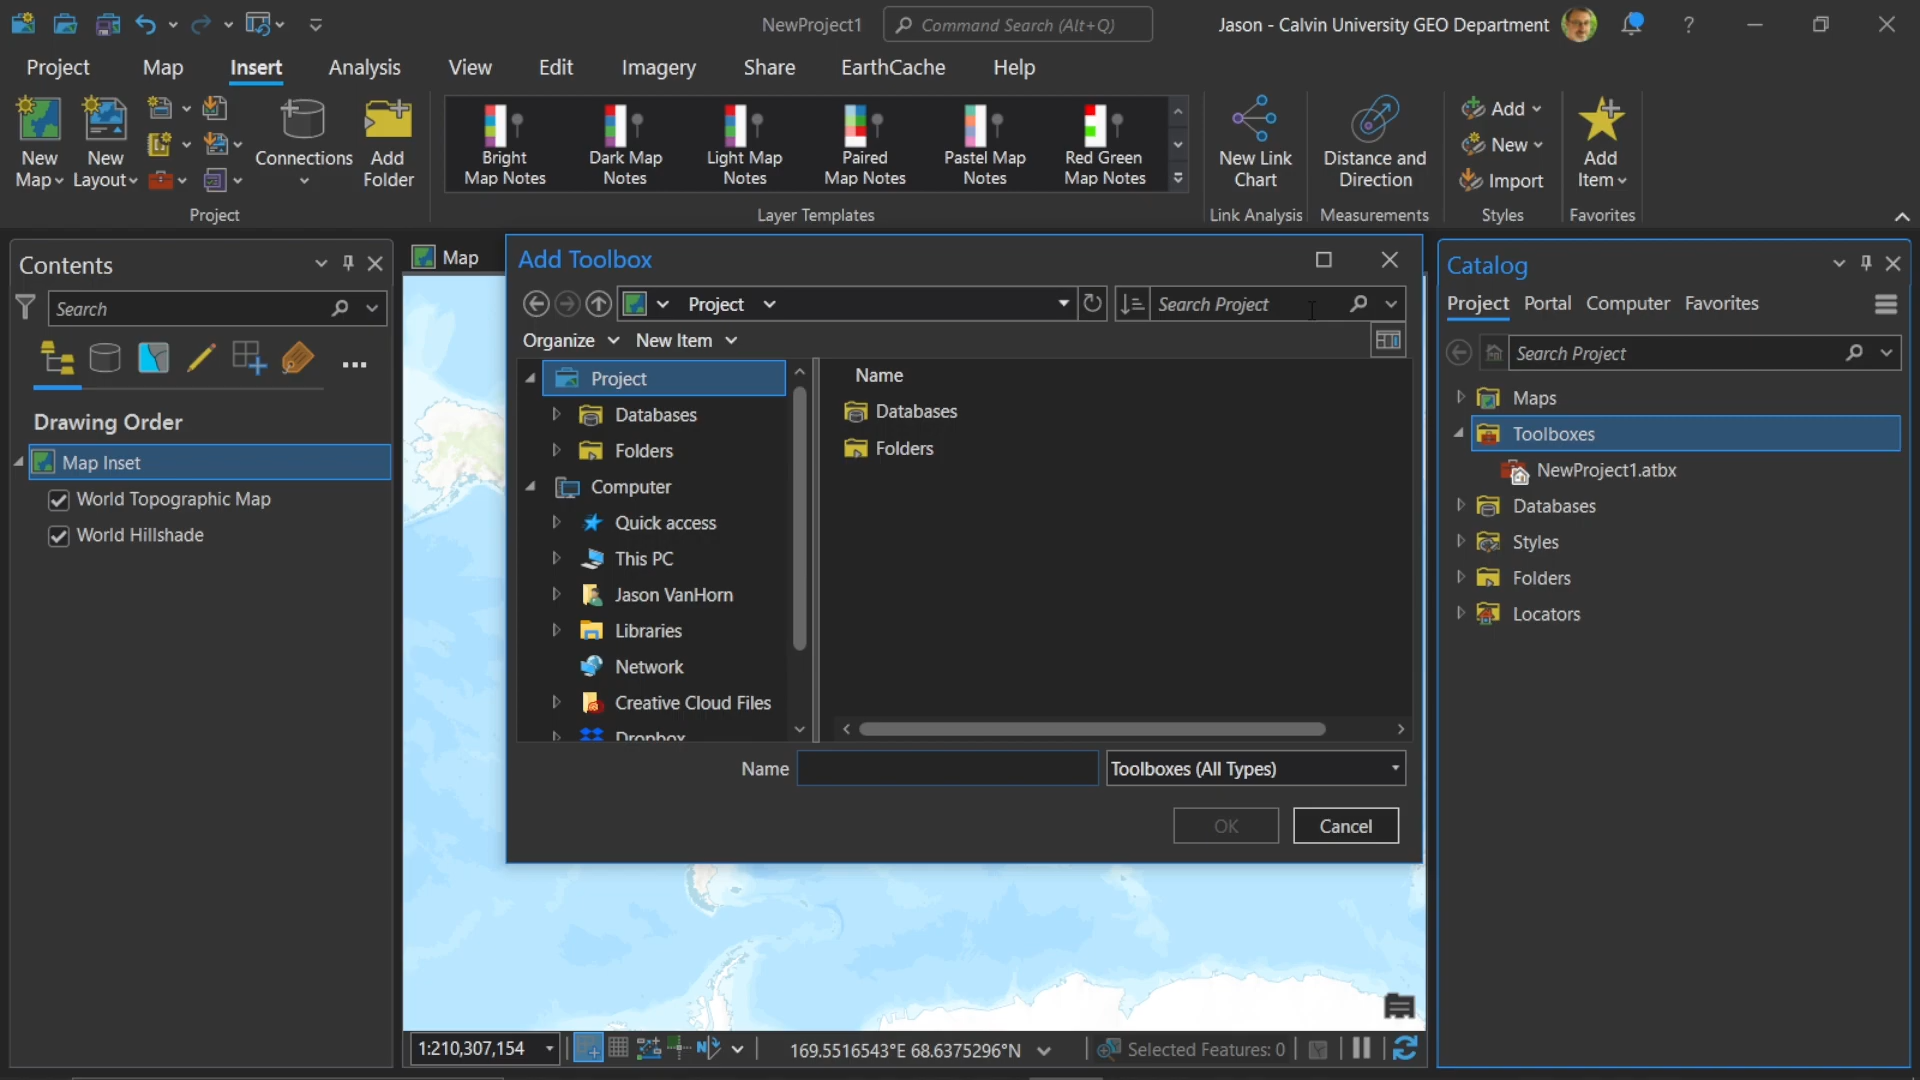 NewProject1
Command Search (Alt+Q)
Jason - Calvin University GEO Department
?
Project
Map
Insert
Analysis
View
Edit
Imagery
Share
EarthCache
Help
New
Map
New
Layout
Connections
Add
Folder
Project
Bright
Map Notes
Dark Map
Notes
Light Map
Notes
Paired
Map Notes
Pastel Map
Notes
Red Green
Map Notes
Layer Templates
New Link
Chart
Link Analysis
Distance and
Direction
Measurements
Add
New
Import
Styles
Add
Item
Favorites
Contents
Search
Drawing Order
Map Inset
World Topographic Map
World Hillshade
Map
Add Toolbox
Project
Search Project
Organize
New Item
Project
Databases
Folders
Computer
Quick access
This PC
Jason VanHorn
Libraries
Network
Creative Cloud Files
Dropbox
Name
Databases
Folders
Name
Toolboxes (All Types)
OK
Cancel
1:210,307,154
169.5516543°E 68.6375296°N
Selected Features: 0
Catalog
Project
Portal
Computer
Favorites
Search Project
Maps
Toolboxes
NewProject1.atbx
Databases
Styles
Folders
Locators